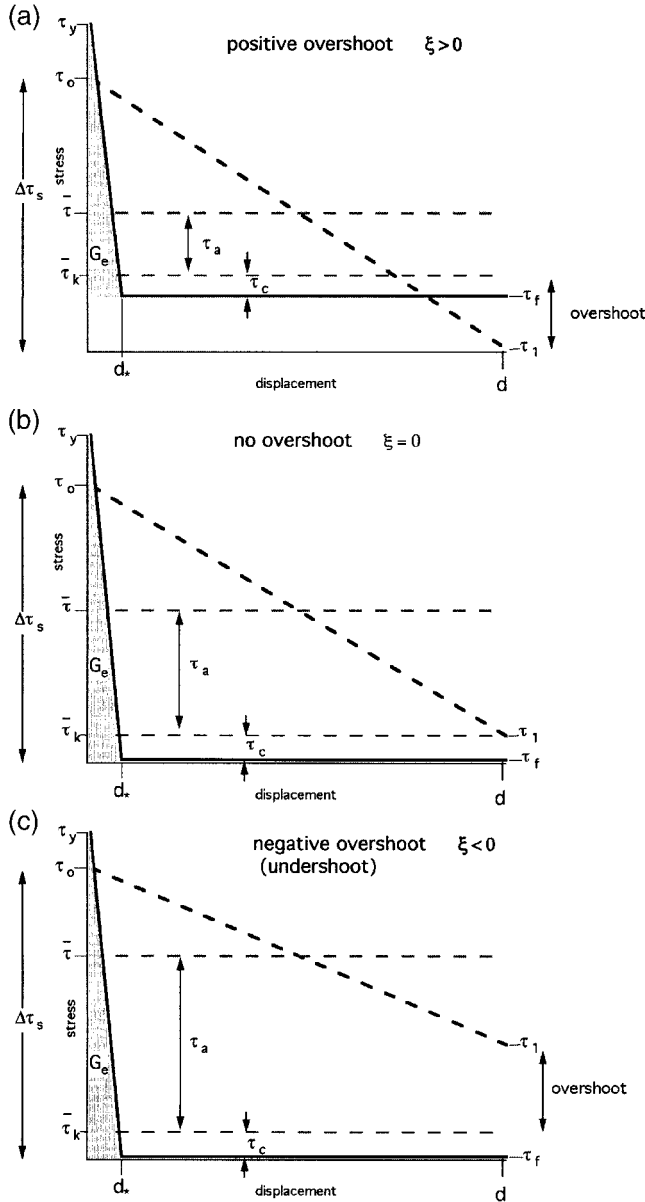 (a)
positive overshoot ξ>0
τy
τo
Δτs
stress
τ̄
τa
Ge
τ̄k
τc
τf
overshoot
τ1
d*
displacement
d
(b)
no overshoot ξ = 0
τy
τo
stress
τ̄
Δτs
τa
Ge
τ̄k
τc
τ1
τf
d*
displacement
d
(c)
negative overshoot ξ<0
(undershoot)
τy
τo
τ̄
Δτs
stress
τa
τ1
Ge
overshoot
τ̄k
τc
τf
d*
displacement
d